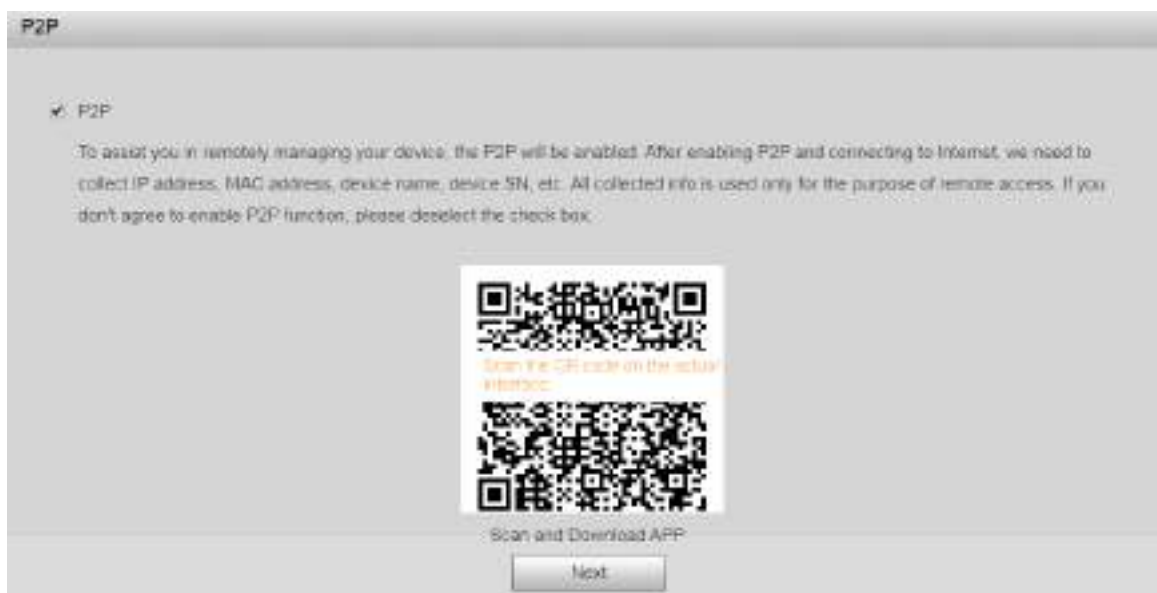 P2P
P2P
To assist you in remotely managing your device, the P2P will be enabled. After enabling P2P and connecting to Internet, we need to
collect IP address, MAC address, device name, device SN, etc. All collected info is used only for the purpose of remote access. If you
don't agree to enable P2P function, please deselect the check box.
Scan the QR code on the actual
interface.
Scan and Download APP
Next